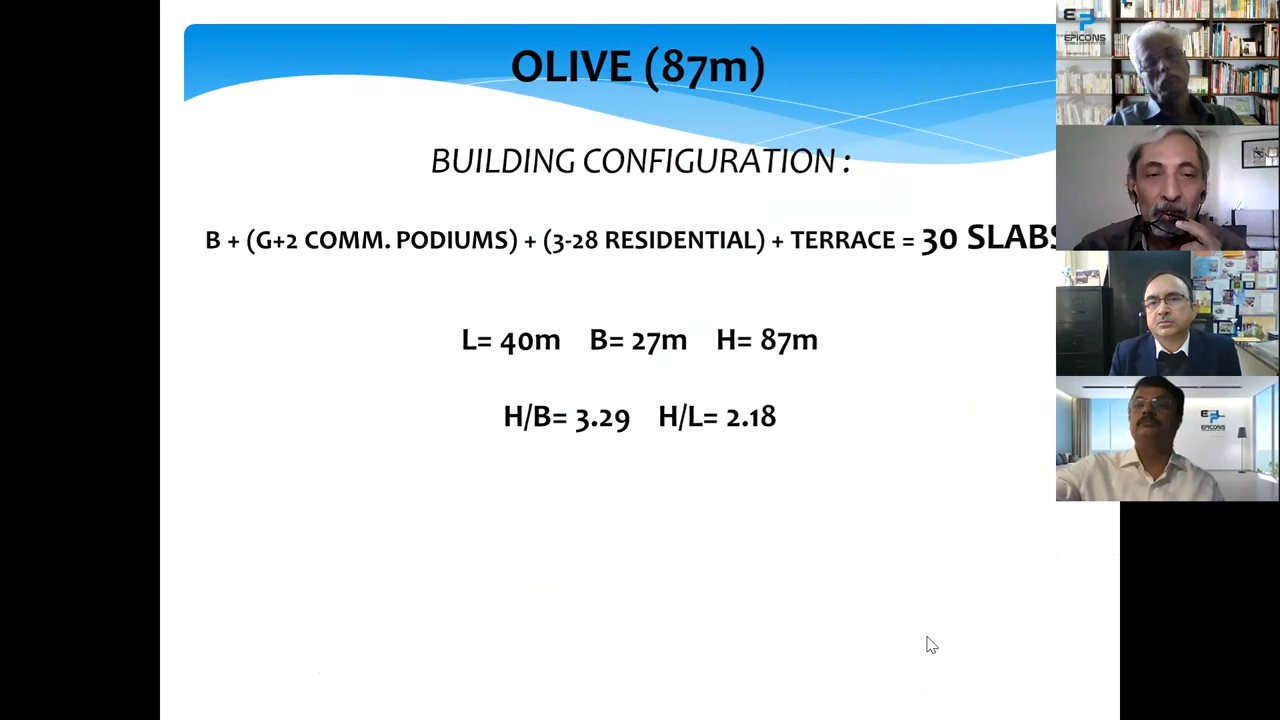 OLIVE (87m)
BUILDING CONFIGURATION :
B + (G+2 COMM. PODIUMS) + (3-28 RESIDENTIAL) + TERRACE = 30 SLABS
L= 40m B= 27m H= 87m
H/B= 3.29 H/L= 2.18
EPICONS
EPICONS